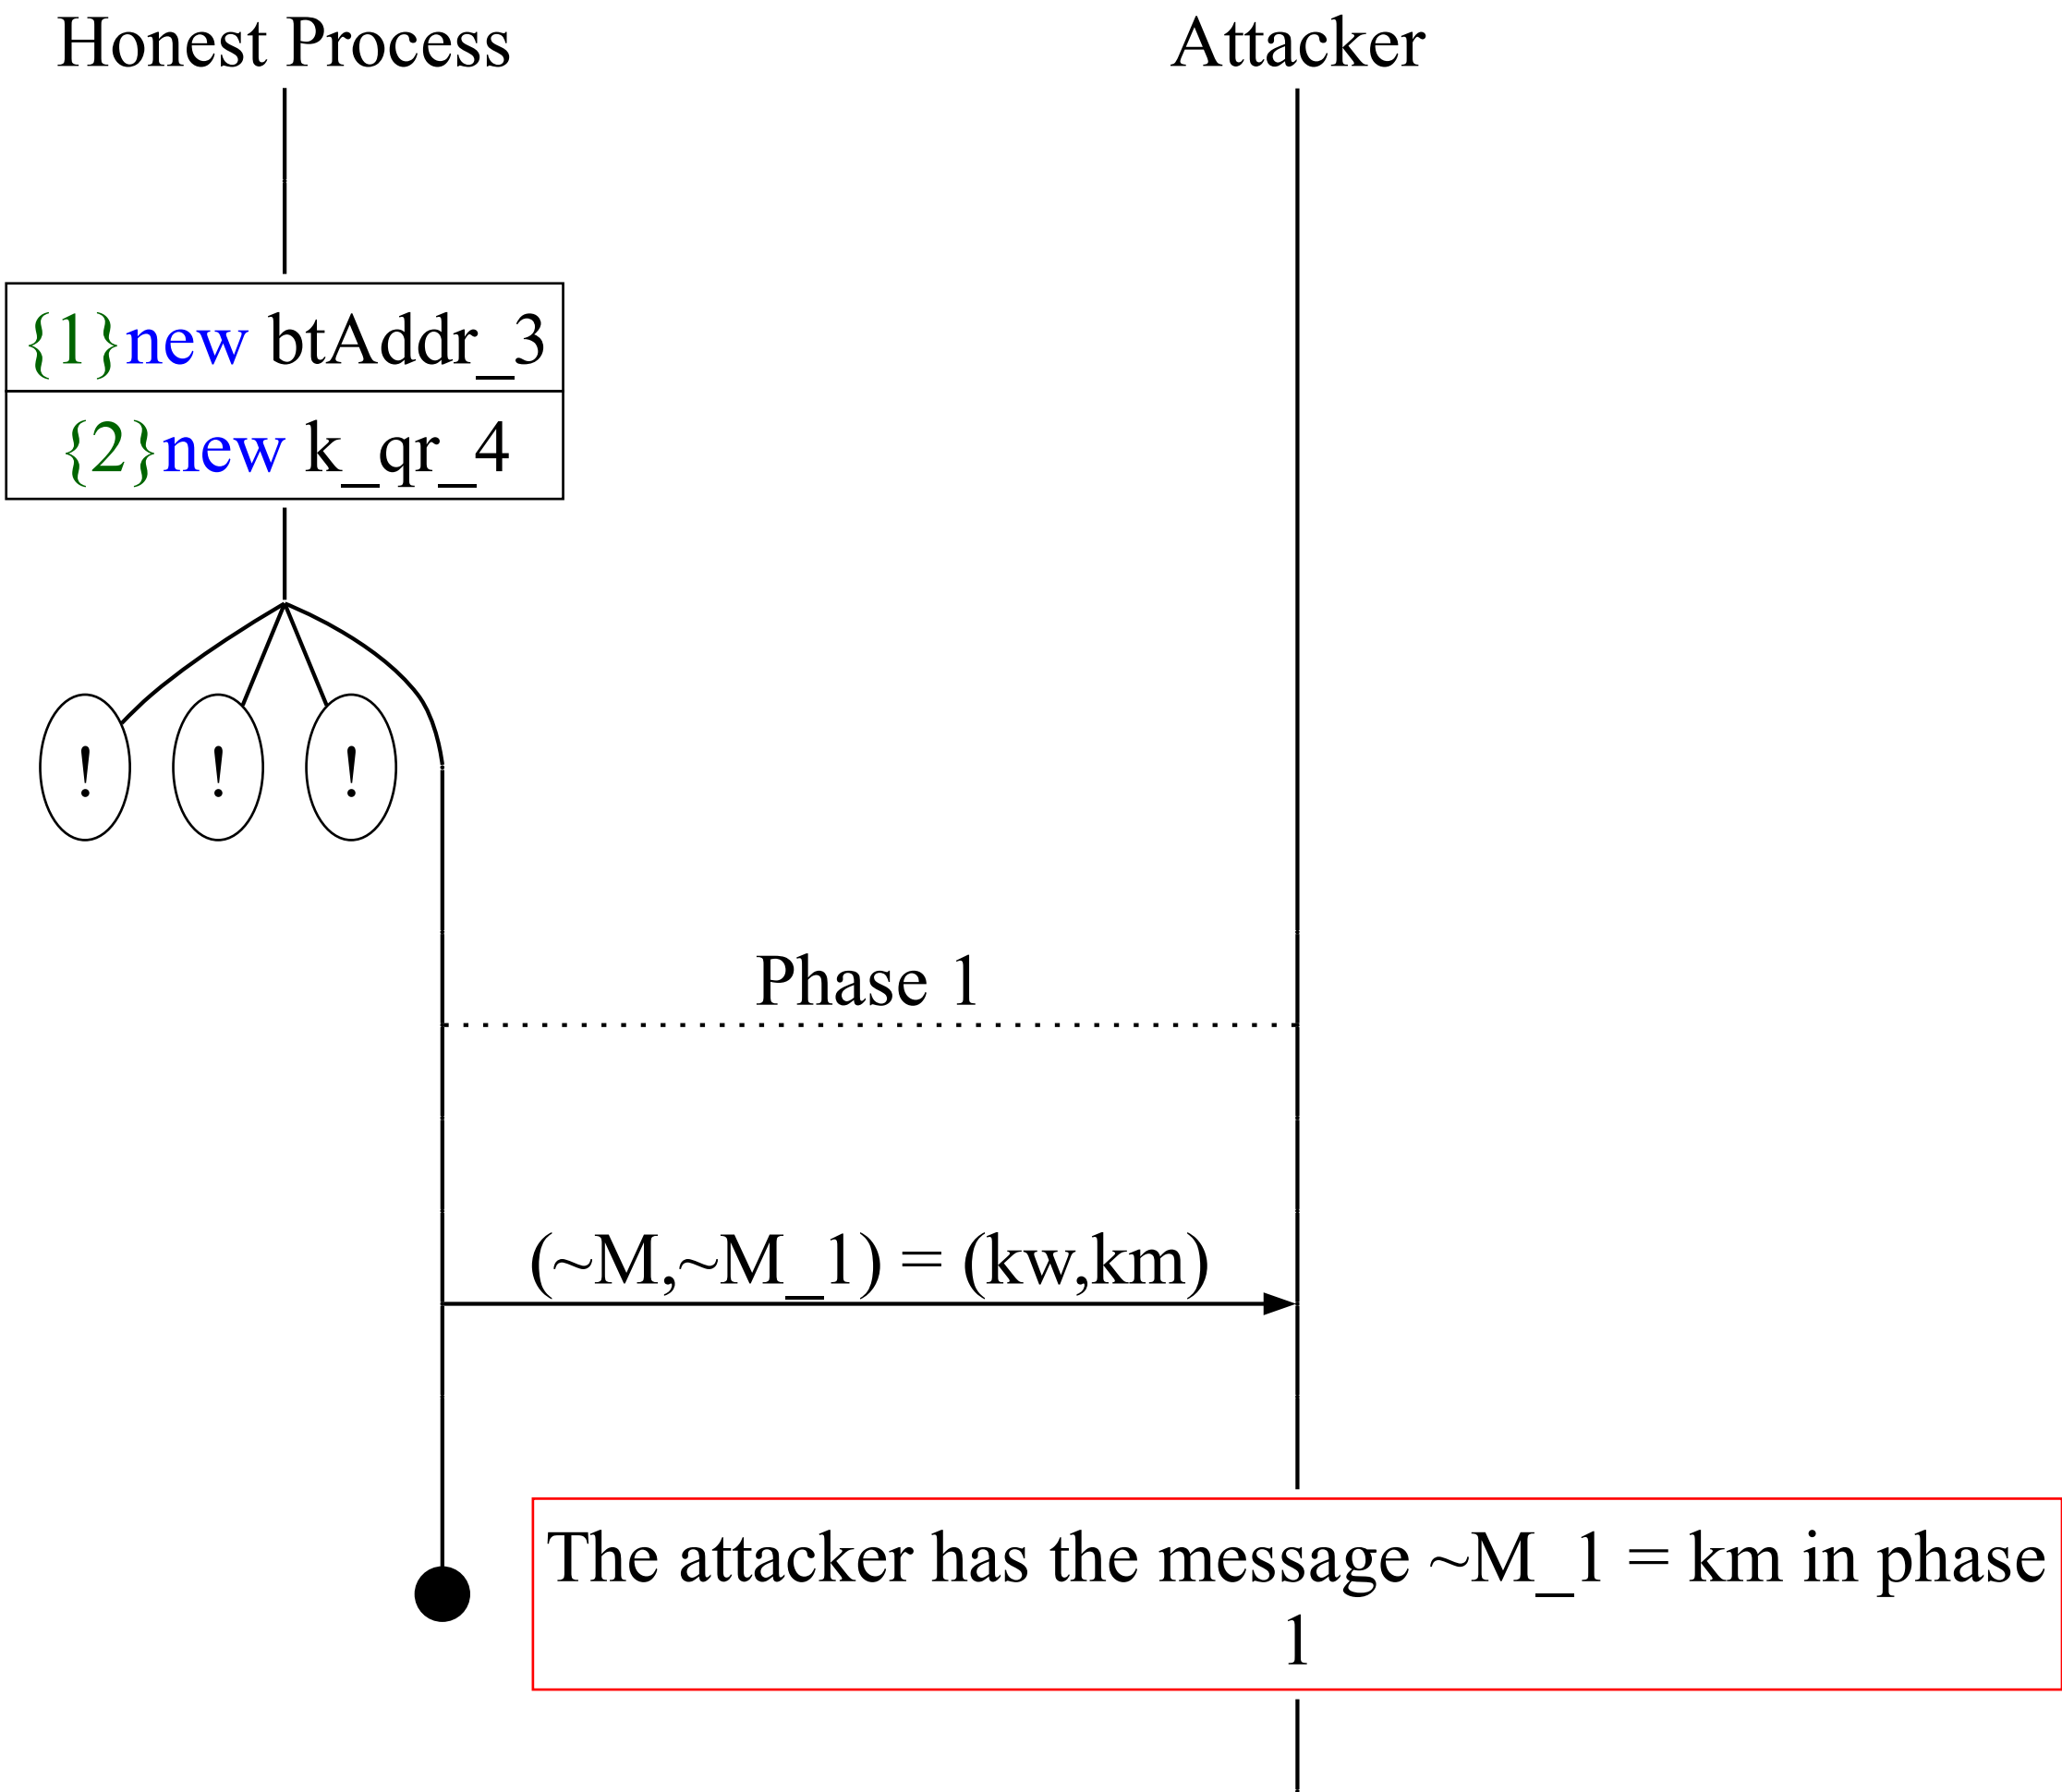 Honest Process
Attacker
{1}new btAddr_3
{2}new k_qr_4
! ! !
Phase 1
(~M,~M_1) = (kw,km)
The attacker has the message ~M_1 = km in phase
1